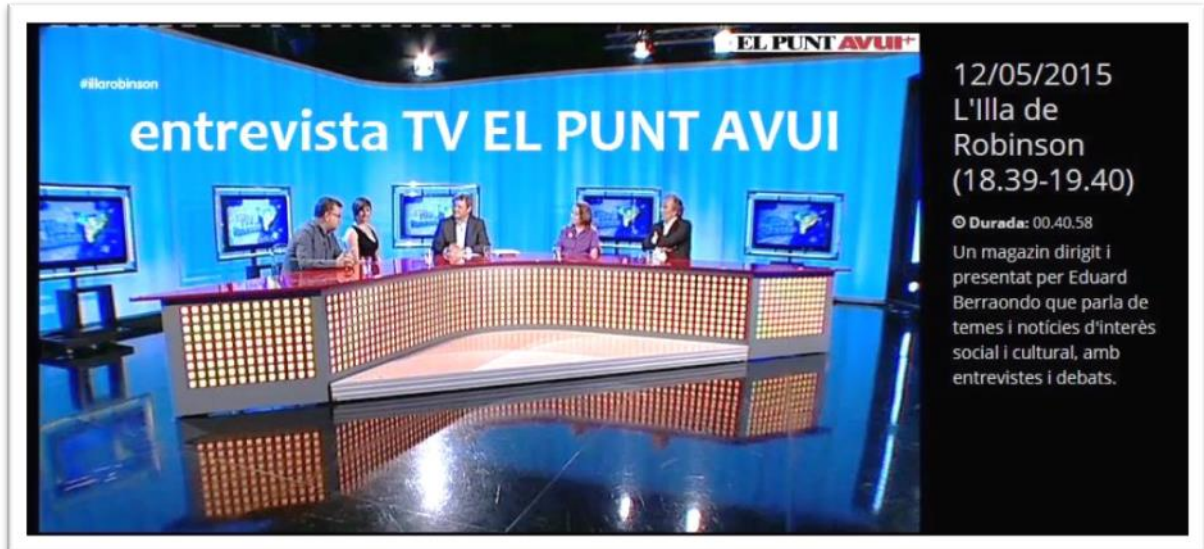 EL PUNT AVUI+
#illarobinson
entrevista TV EL PUNT AVUI
12/05/2015
L'Illa de
Robinson
(18.39-19.40)
Durada: 00.40.58
Un magazin dirigit i
presentat per Eduard
Berraondo que parla de
temes i notícies d'interès
social i cultural, amb
entrevistes i debats.